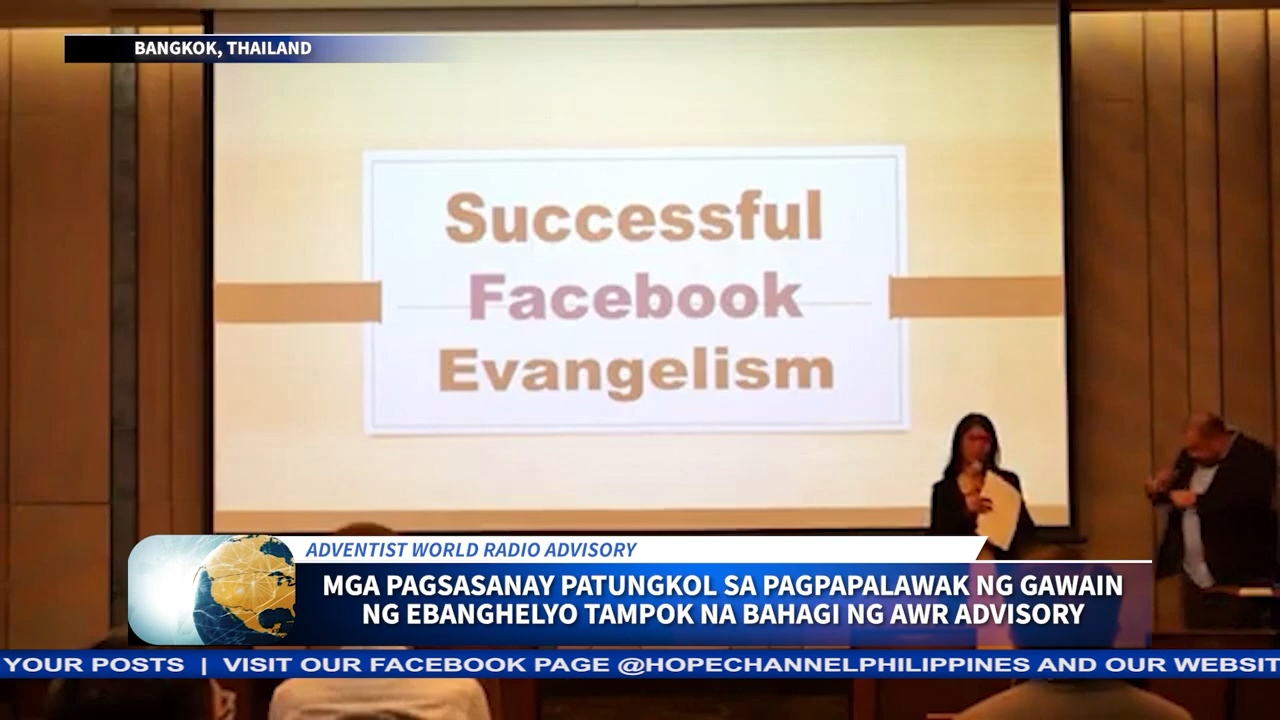 BANGKOK, THAILAND
Successful
Facebook
Evangelism
ADVENTIST WORLD RADIO ADVISORY
MGA PAGSASANAY PATUNGKOL SA PAGPAPALAWAK NG GAWAIN
NG EBANGHELYO TAMPOK NA BAHAGI NG AWR ADVISORY
YOUR POSTS | VISIT OUR FACEBOOK PAGE @HOPECHANNELPHILIPPINES AND OUR WEBSIT